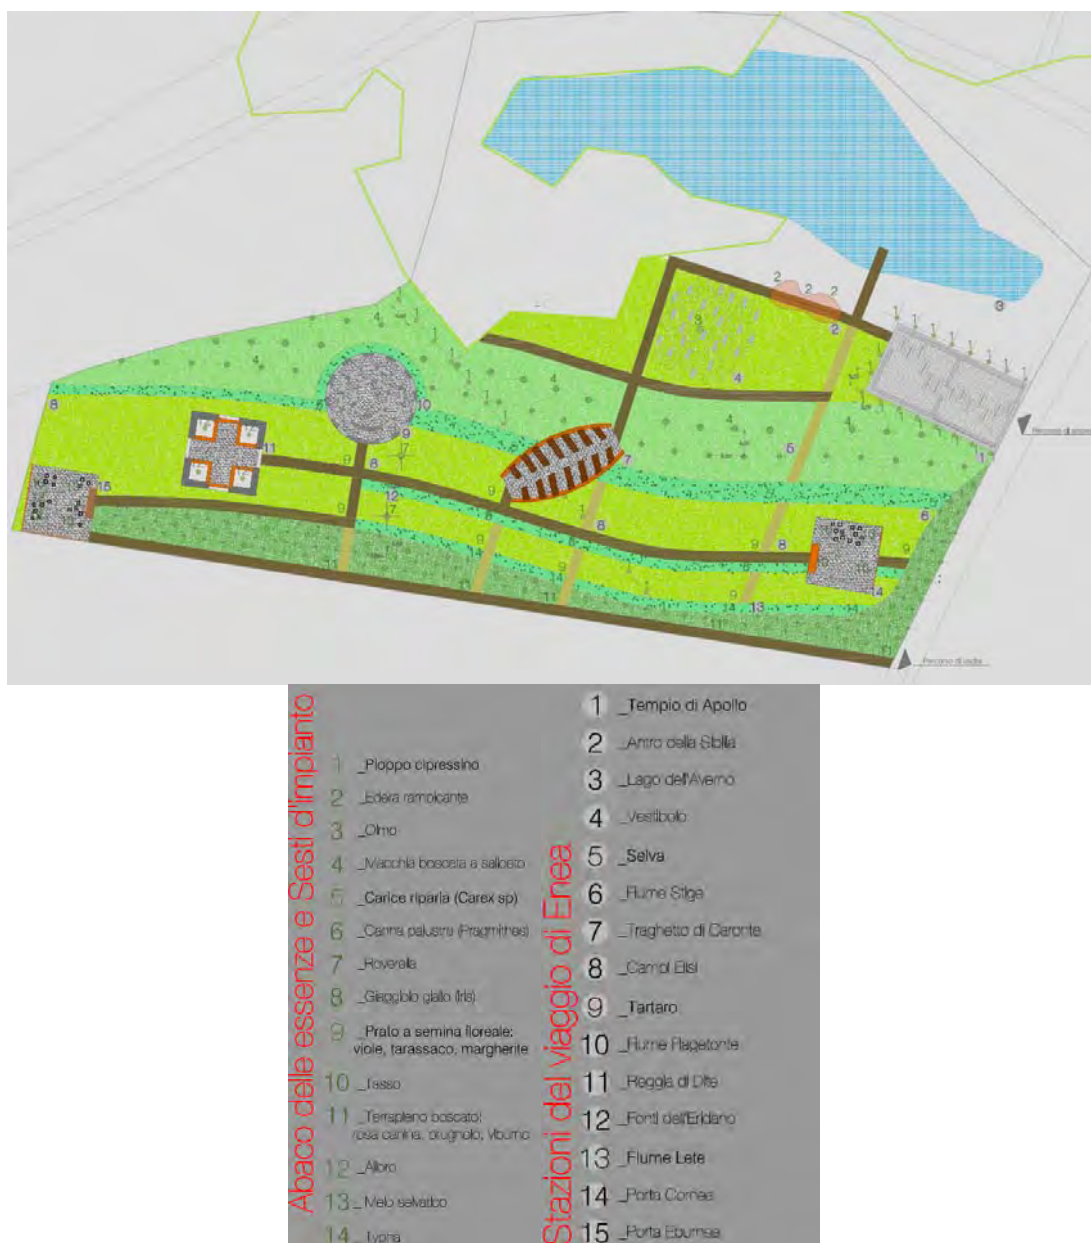 Percorso di uscita
Abaco delle essenze e Sesti d'impianto
1 _Pioppo cipressino
2 _Edera rampicante
3 _Olmo
4 _Macchia boscata a saliceto
5 _Carice riparia (Carex sp)
6 _Canna palustre (Fragmithes)
7 _Roverella
8 _Giaggiolo giallo (Iris)
9 _Prato a semina floreale:
viole, tarassaco, margherite
10 _Tasso
11 _Terrapieno boscato:
rosa canina, prugnolo, viburno
12 _Alloro
13 _Melo selvatico
14 _Typha
Stazioni del viaggio di Enea
1 _Tempio di Apollo
2 _Antro della Sibilla
3 _Lago dell'Averno
4 _Vestibolo
5 _Selva
6 _Fiume Stige
7 _Traghetto di Caronte
8 _Campi Elisi
9 _Tartaro
10 _Fiume Flagetonte
11 _Reggia di Dite
12 _Fonti dell'Eridano
13 _Fiume Lete
14 _Porta Cornea
15 _Porta Eburnea